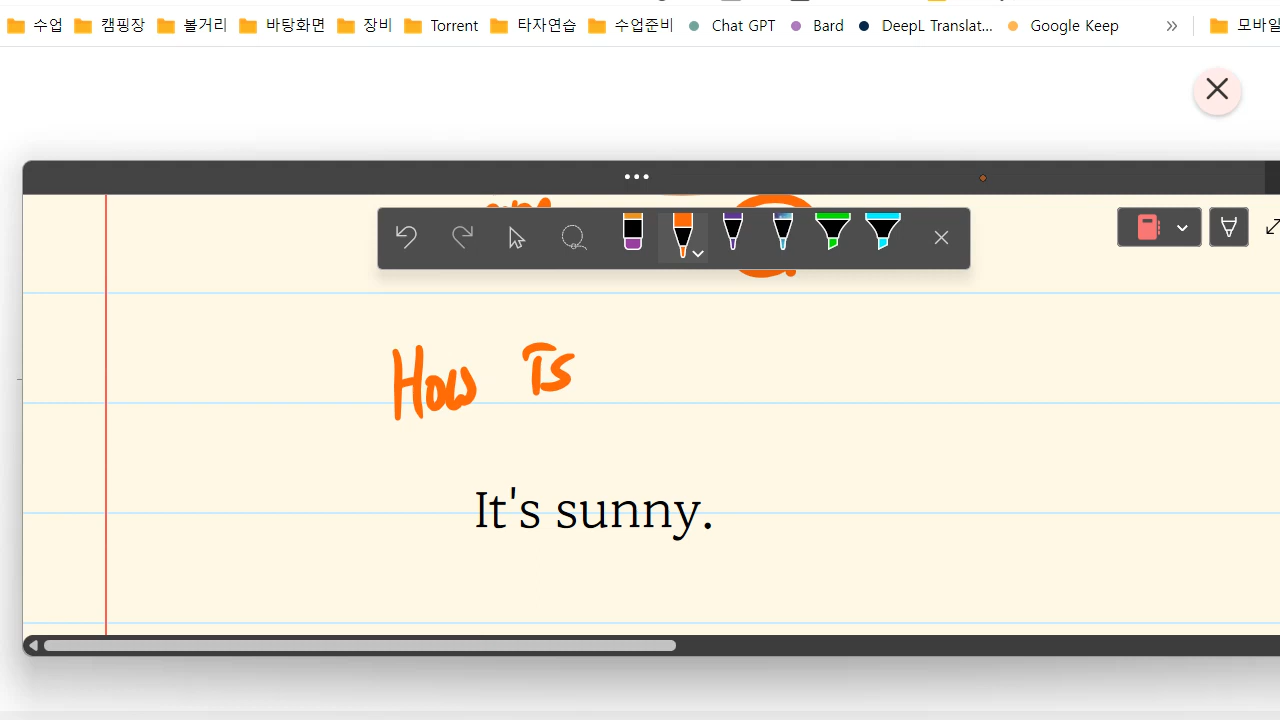 수업 캠핑장 볼거리 바탕화면 장비 Torrent 타자연습 수업준비 Chat GPT Bard DeepL Translat... Google Keep » 모바일
How is
It's sunny.